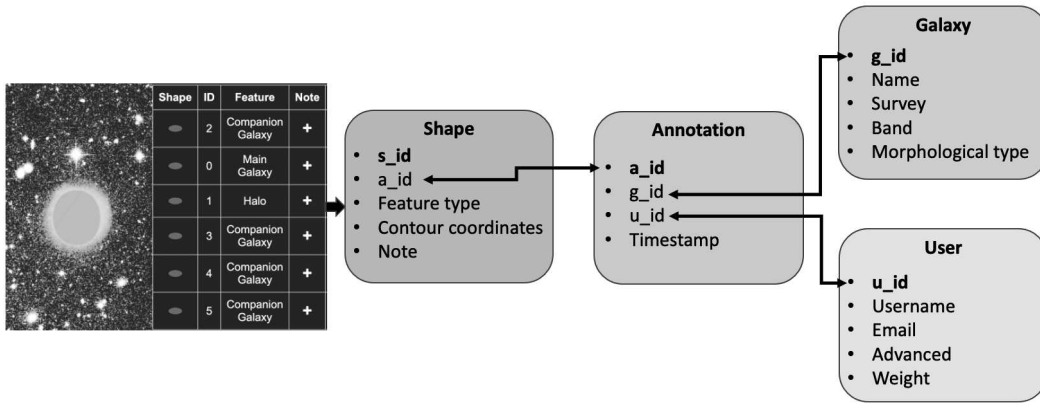 Shape ID Feature Note
2 Companion Galaxy +
0 Main Galaxy +
1 Halo +
3 Companion Galaxy +
4 Companion Galaxy +
5 Companion Galaxy +
Shape
• s_id
• a_id
• Feature type
• Contour coordinates
• Note
Annotation
• a_id
• g_id
• u_id
• Timestamp
Galaxy
• g_id
• Name
• Survey
• Band
• Morphological type
User
• u_id
• Username
• Email
• Advanced
• Weight